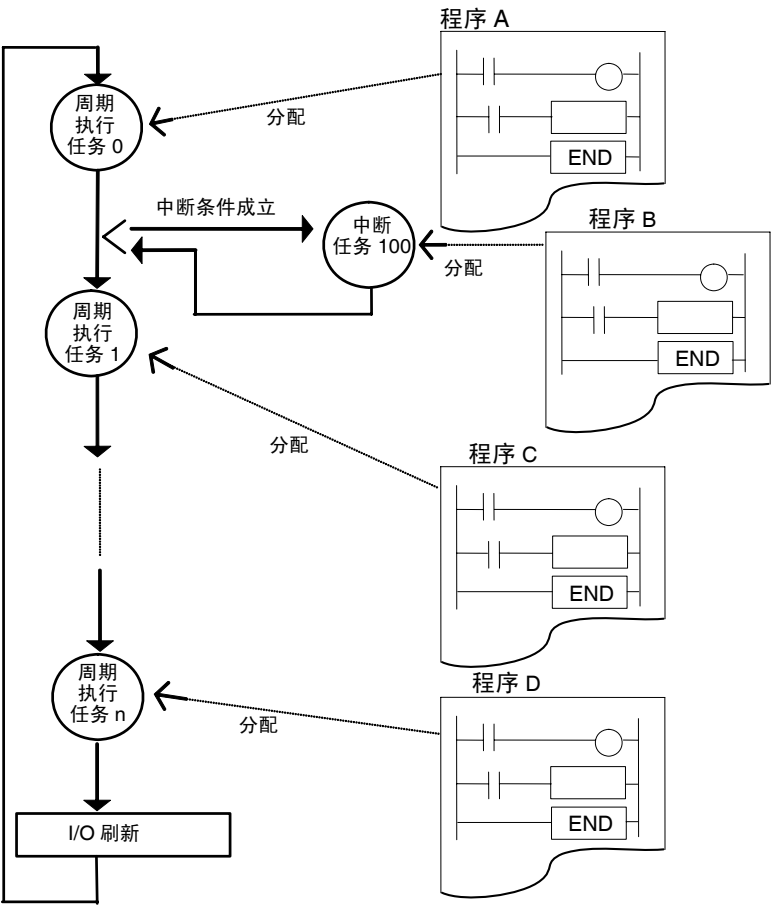 程序 A
周期
执行
任务 0
分配
END
中断条件成立
中断
任务 100
程序 B
分配
END
周期
执行
任务 1
分配
程序 C
END
周期
执行
任务 n
分配
程序 D
END
I/O 刷新